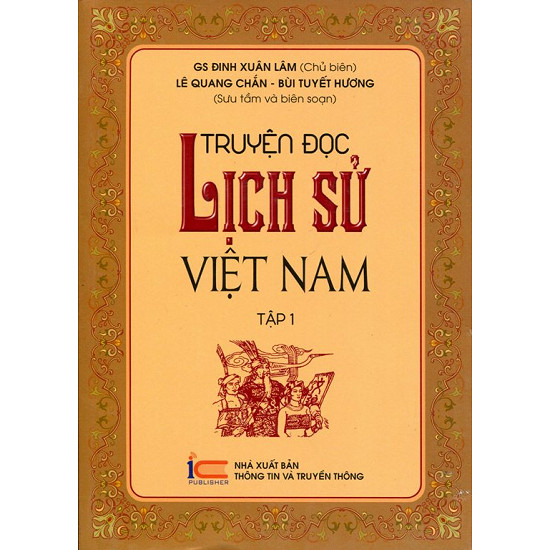 GS ĐINH XUÂN LÂM (Chủ biên)
LÊ QUANG CHẮN - BÙI TUYẾT HƯƠNG
(Sưu tầm và biên soạn)
TRUYỆN ĐỌC
LỊCH SỬ
VIỆT NAM
TẬP 1
ic
PUBLISHER
NHÀ XUẤT BẢN
THÔNG TIN VÀ TRUYỀN THÔNG